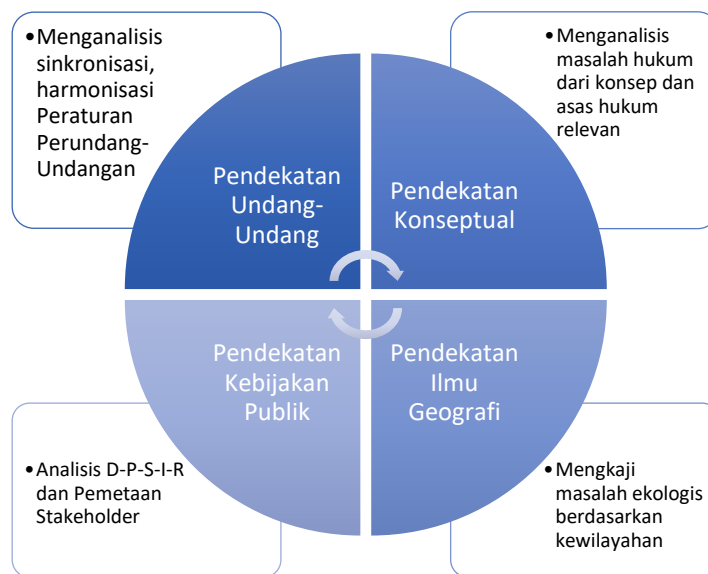 •Menganalisis
sinkronisasi,
harmonisasi
Peraturan
Perundang-
Undangan
•Menganalisis
masalah hukum
dari konsep dan
asas hukum
relevan
Pendekatan
Undang-
Undang
Pendekatan
Konseptual
Pendekatan
Kebijakan
Publik
Pendekatan
Ilmu
Geografi
•Analisis D-P-S-I-R
dan Pemetaan
Stakeholder
•Mengkaji
masalah ekologis
berdasarkan
kewilayahan